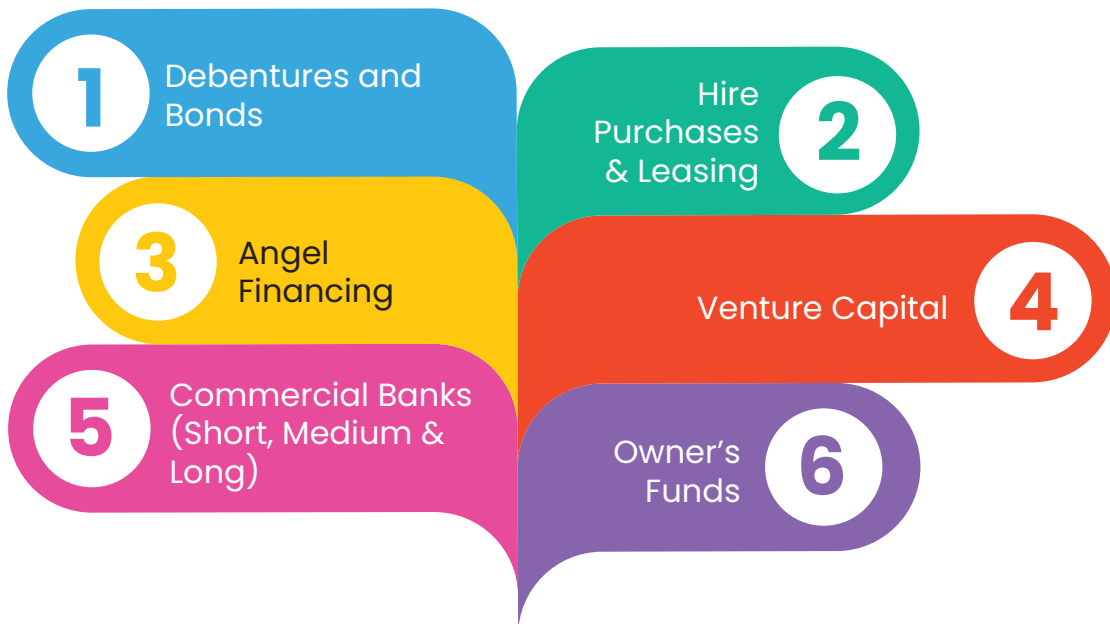 1
Debentures and
Bonds
2
Hire
Purchases
& Leasing
3
Angel
Financing
4
Venture Capital
5
Commercial Banks
(Short, Medium &
Long)
6
Owner’s
Funds